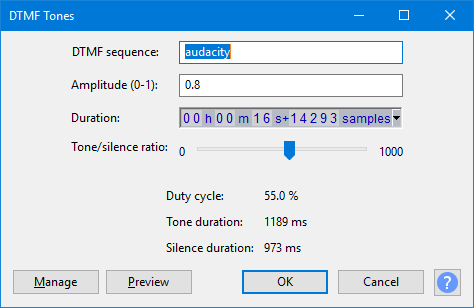 DTMF Tones
DTMF sequence: audacity
Amplitude (0-1): 0.8
Duration: 00 h 00 m 16 s+14293 samples
Tone/silence ratio: 0 1000
Duty cycle: 55.0 %
Tone duration: 1189 ms
Silence duration: 973 ms
Manage Preview OK Cancel ?